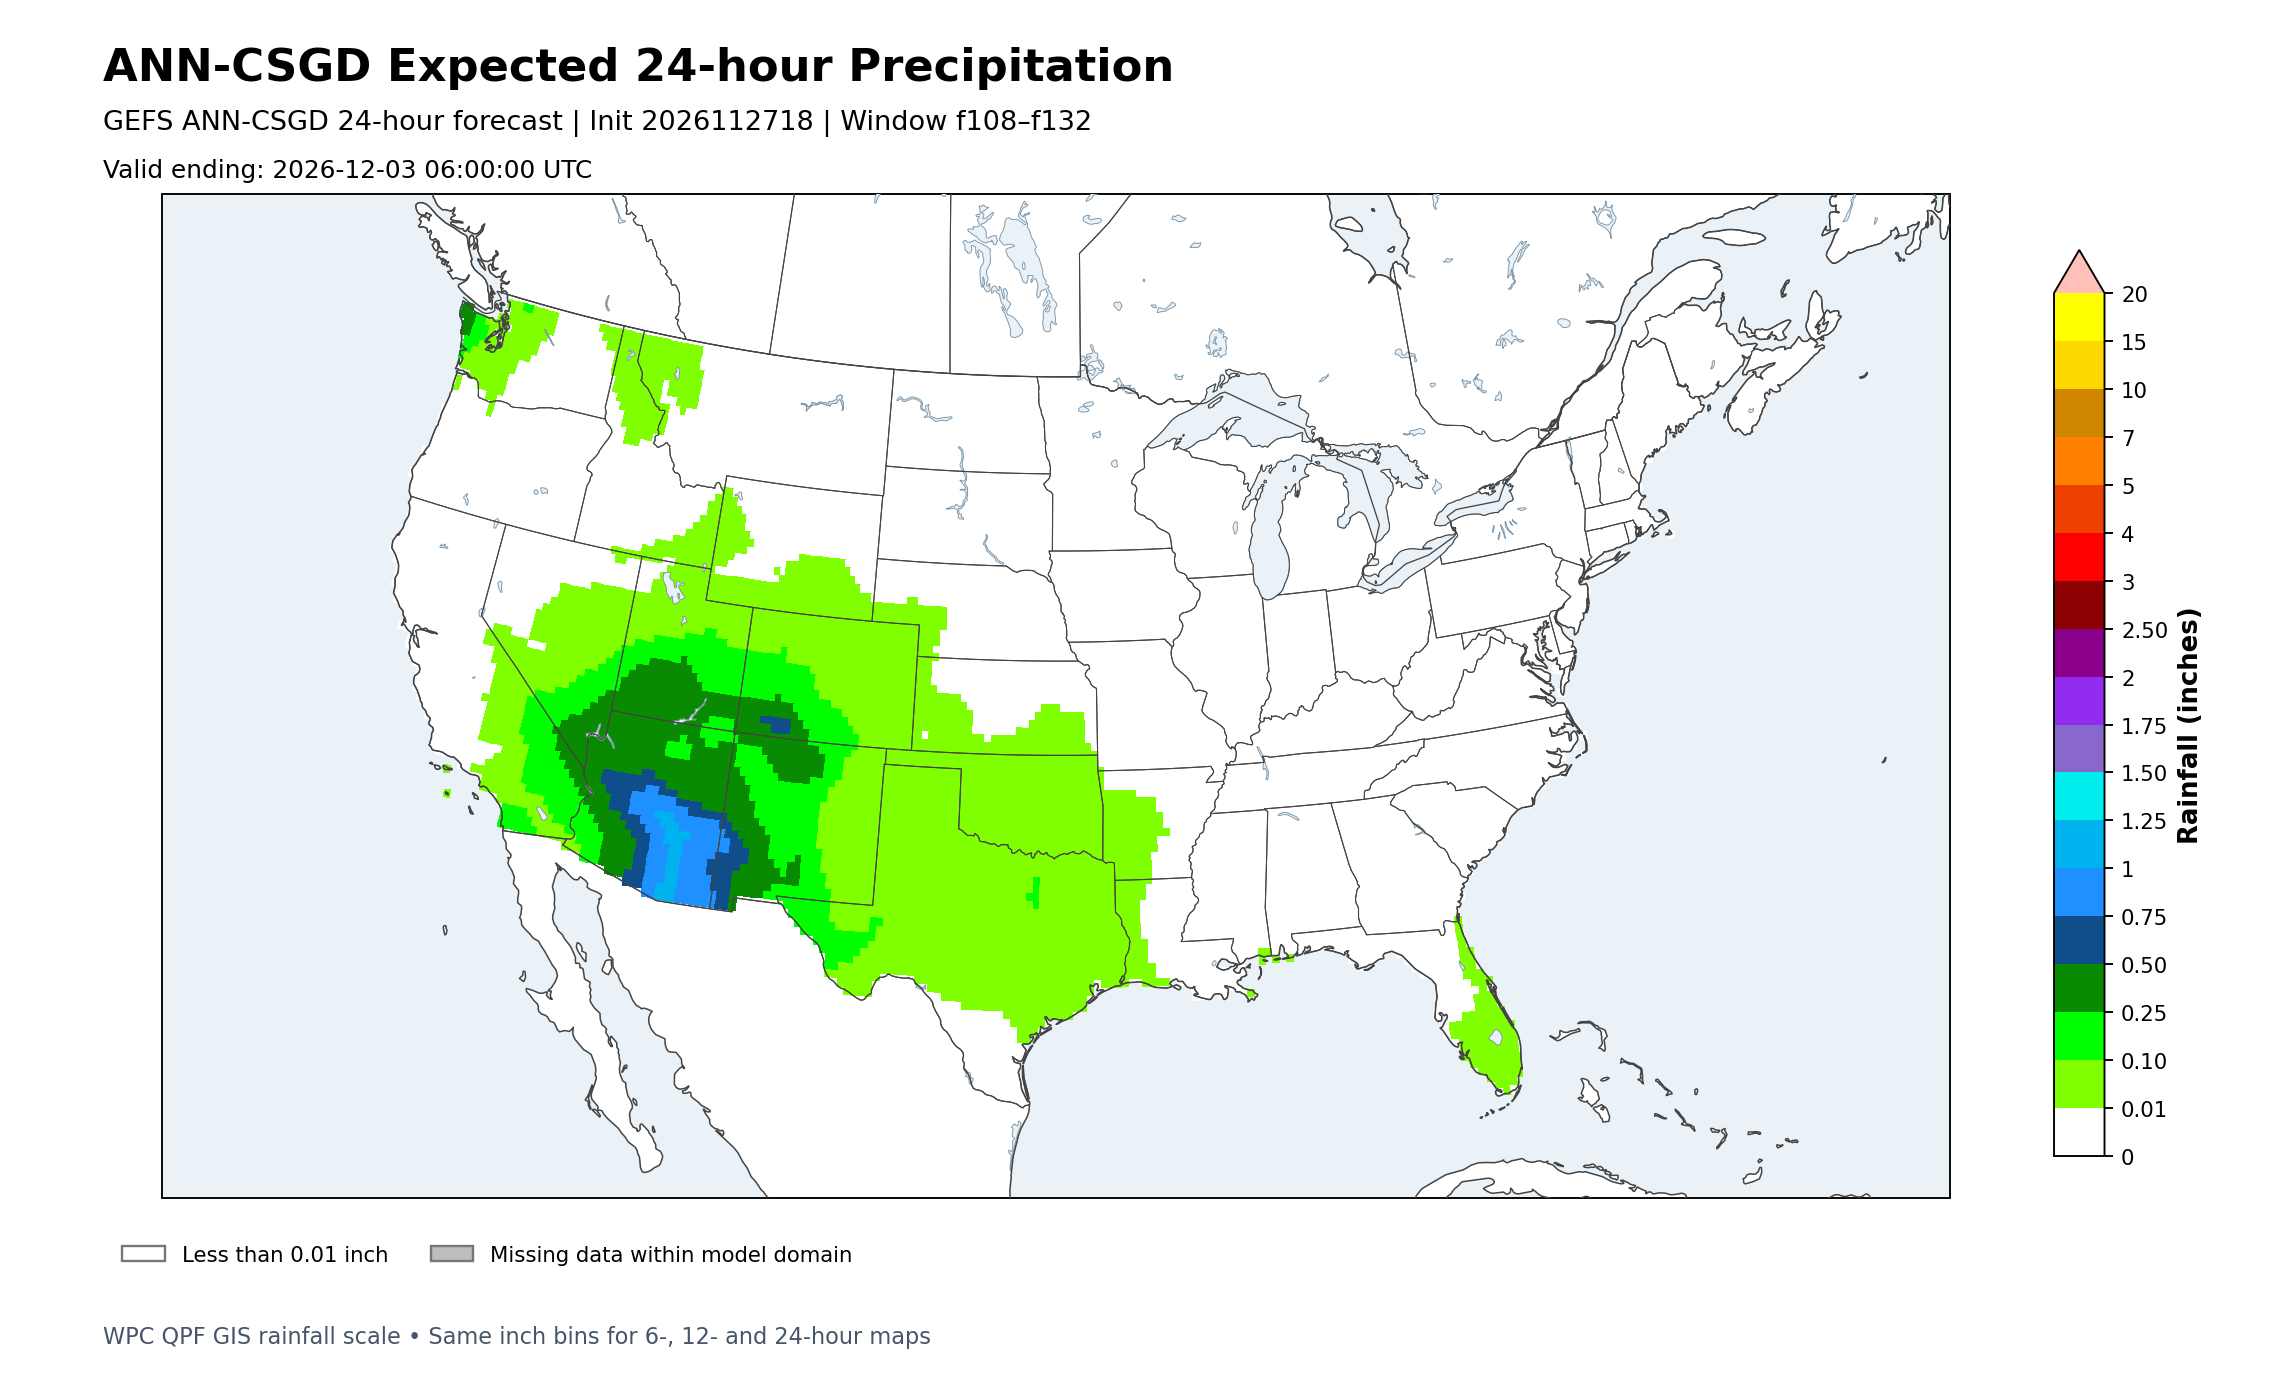 ANN-CSGD Expected 24-hour Precipitation
GEFS ANN-CSGD 24-hour forecast | Init 2026112718 | Window f108–f132
Valid ending: 2026-12-03 06:00:00 UTC
20
15
10
7
5
4
3
2.50
2
1.75
1.50
1.25
1
0.75
0.50
0.25
0.10
0.01
0
Rainfall (inches)
Less than 0.01 inch
Missing data within model domain
WPC QPF GIS rainfall scale • Same inch bins for 6-, 12- and 24-hour maps